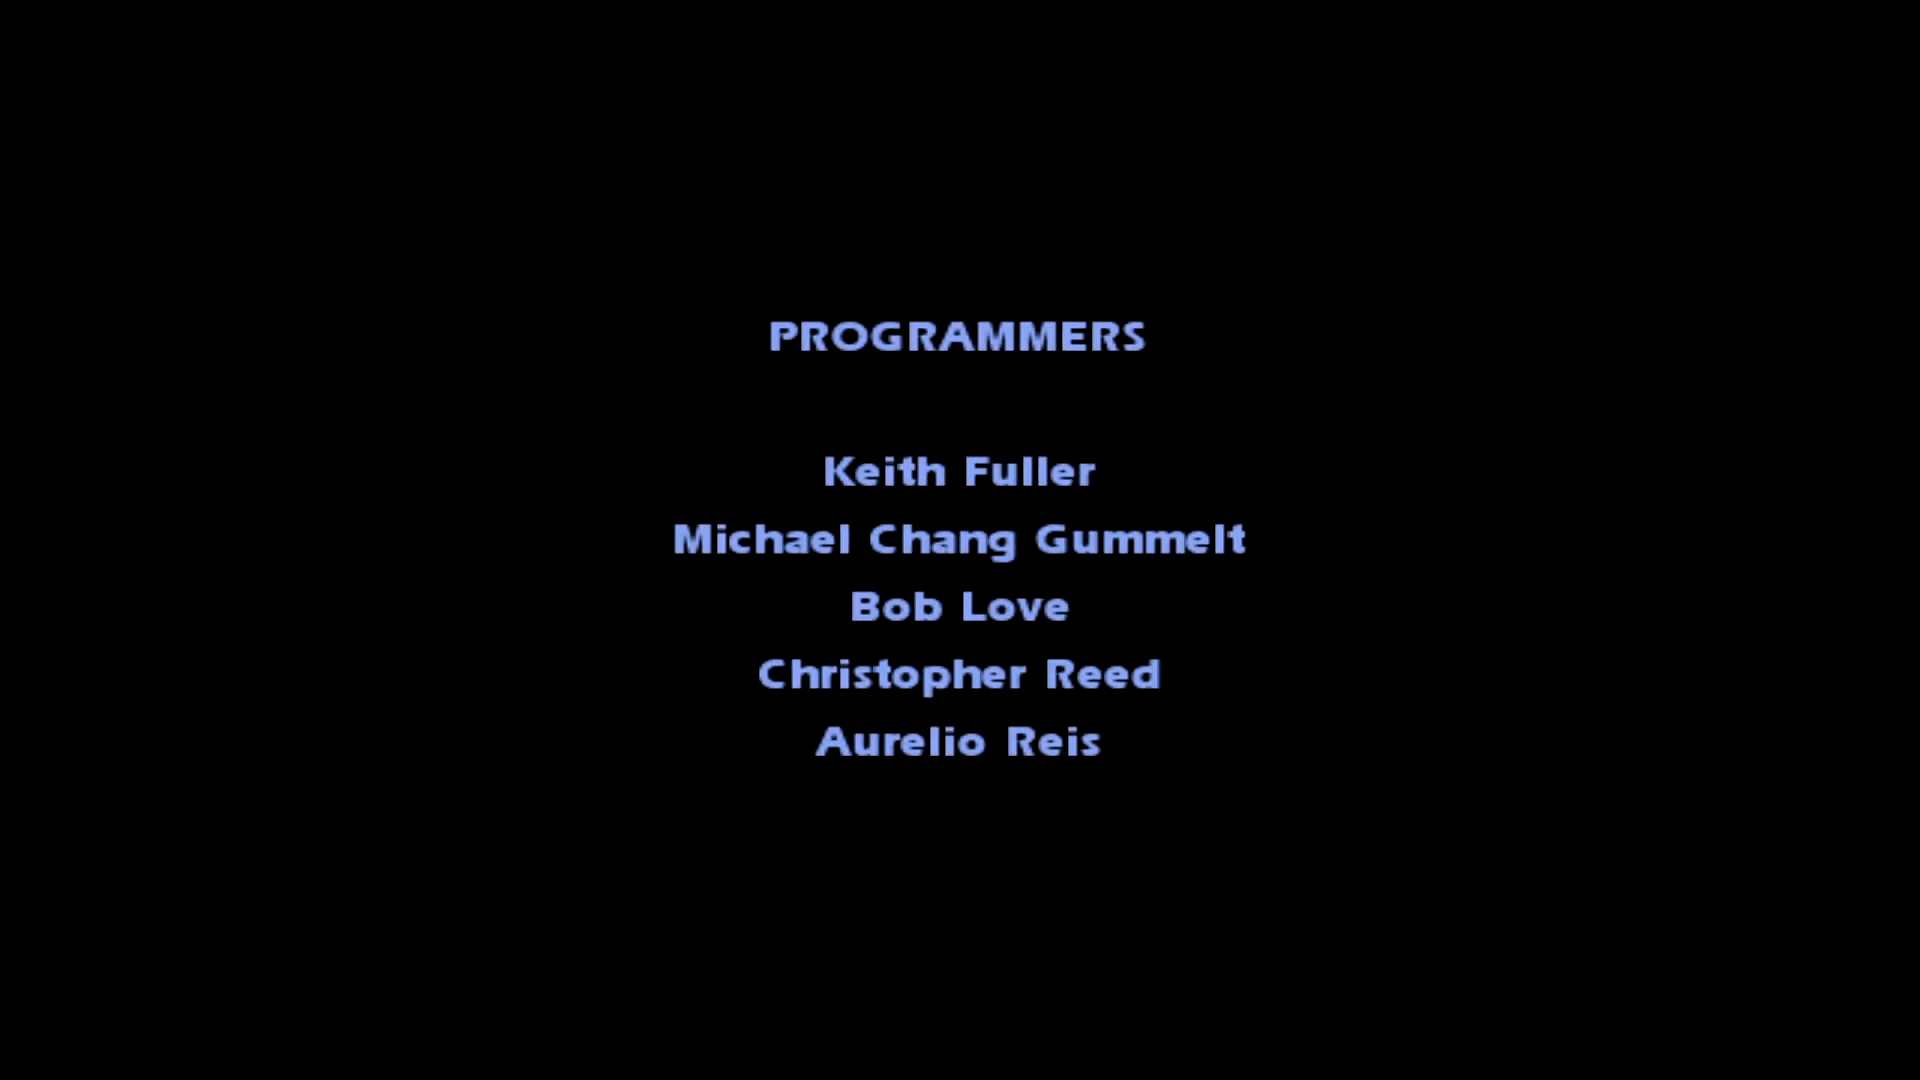 PROGRAMMERS
Keith Fuller
Michael Chang Gummelt
Bob Love
Christopher Reed
Aurelio Reis